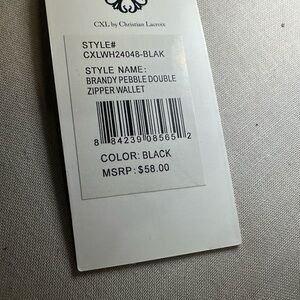 CXL by Christian Lacroix
STYLE#
CXLWH24048-BLAK
STYLE NAME:
BRANDY PEBBLE DOUBLE
ZIPPER WALLET
8 84239 08565 2
COLOR: BLACK
MSRP: $58.00